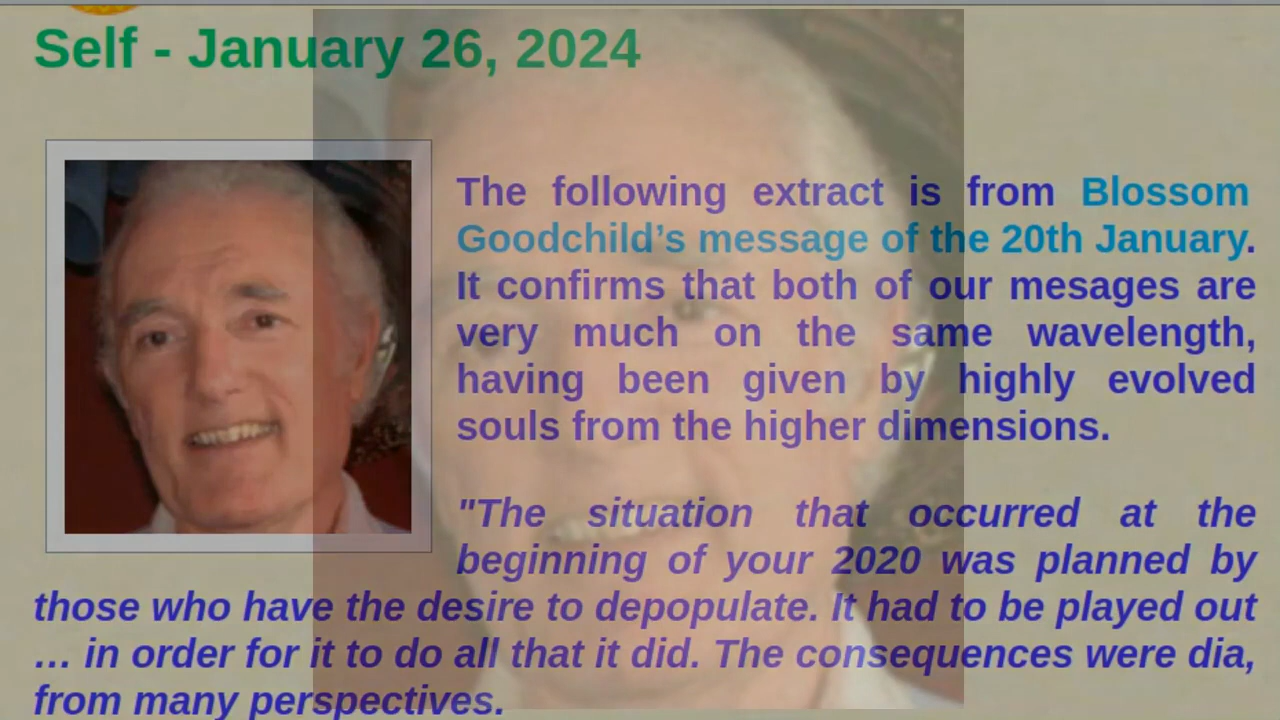 Self - January 26, 2024
The following extract is from Blossom
Goodchild’s message of the 20th January.
It confirms that both of our mesages are
very much on the same wavelength,
having been given by highly evolved
souls from the higher dimensions.
"The situation that occurred at the
beginning of your 2020 was planned by
those who have the desire to depopulate. It had to be played out
… in order for it to do all that it did. The consequences were dia,
from many perspectives.